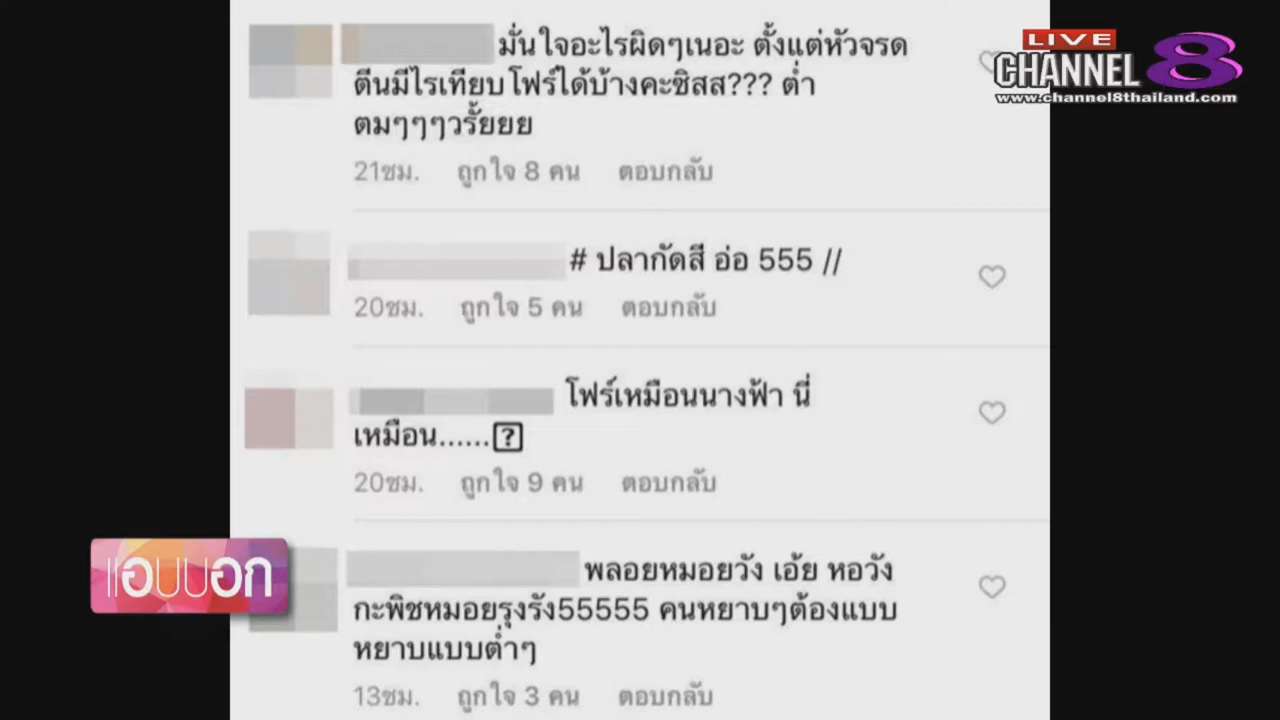 LIVE
CHANNEL 8
www.channel8thailand.com
มั่นใจอะไรผิดๆเนอะ ตั้งแต่หัวจรด
ตีนมีไรเทียบโฟร์ได้บ้างคะซิสส??? ต่ำ
ตมๆๆๆวรั้ยยย
21ชม. ถูกใจ 8 คน ตอบกลับ
# ปลากัดสี อ่อ 555 //
20ชม. ถูกใจ 5 คน ตอบกลับ
โฟร์เหมือนนางฟ้า นี่
เหมือน......?
20ชม. ถูกใจ 9 คน ตอบกลับ
แอบบอก
พลอยหมอยวัง เอ้ย หอวัง
กะพิชหมอยรุงรัง55555 คนหยาบๆต้องแบบ
หยาบแบบต่ำๆ
13ชม. ถูกใจ 3 คน ตอบกลับ